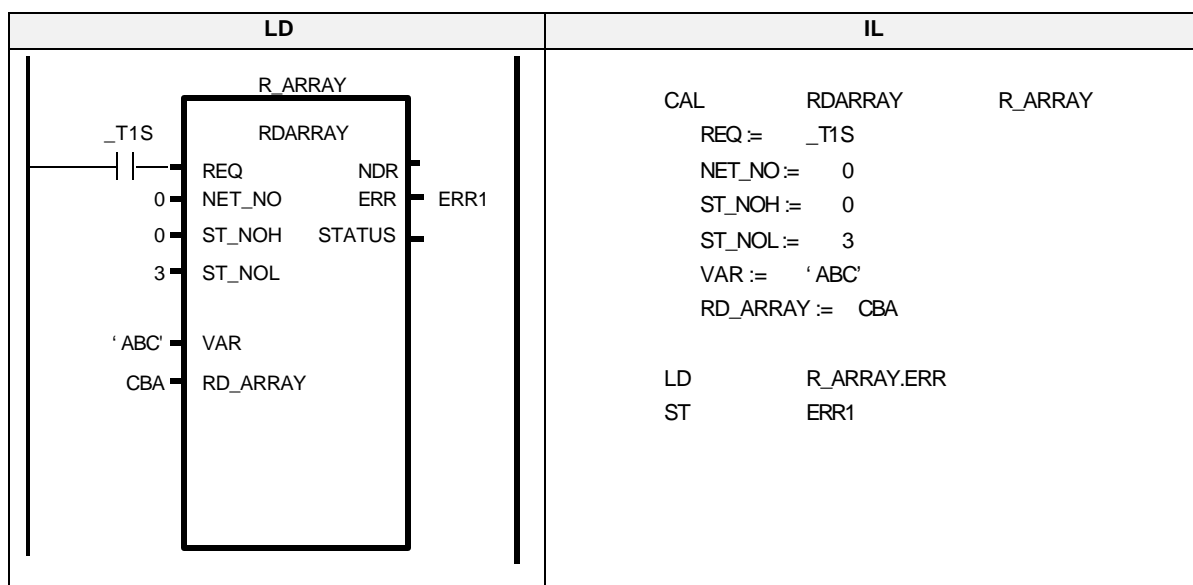 LD
IL
R_ARRAY
_T1S RDARRAY
REQ NDR
0 NET_NO ERR ERR1
0 ST_NOH STATUS
3 ST_NOL
‘ ABC' VAR
CBA RD_ARRAY
CAL RDARRAY R_ARRAY
REQ := _T1S
NET_NO := 0
ST_NOH := 0
ST_NOL := 3
VAR := ‘ ABC’
RD_ARRAY := CBA
LD R_ARRAY.ERR
ST ERR1